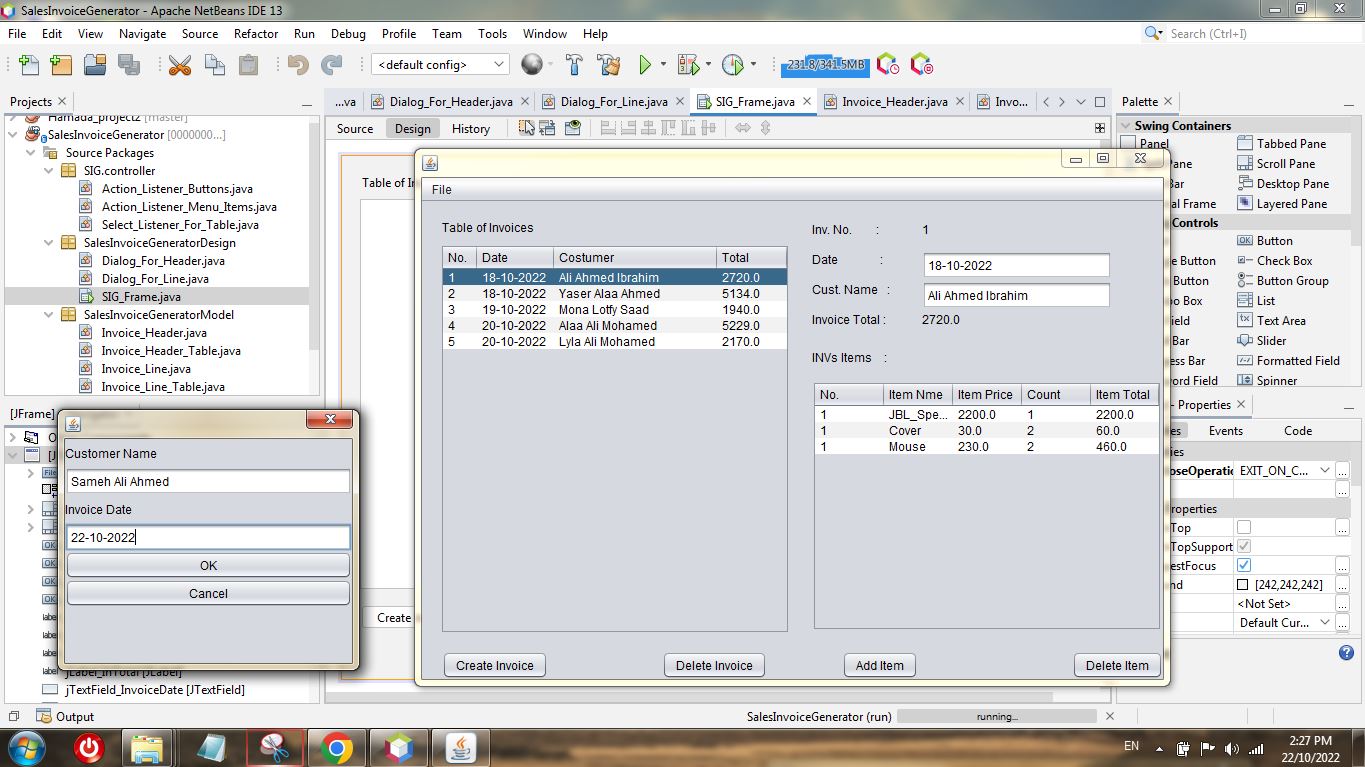 SalesInvoiceGenerator - Apache NetBeans IDE 13
File Edit View Navigate Source Refactor Run Debug Profile Team Tools Window Help
Search (Ctrl+I)
<default config>
231.8/341.5MB
Projects
...va Dialog_For_Header.java Dialog_For_Line.java SIG_Frame.java Invoice_Header.java Invo...
Palette
Source Design History
Hamada_project2 [master]
SalesInvoiceGenerator [0000000...]
Source Packages
SIG.controller
Action_Listener_Buttons.java
Action_Listener_Menu_Items.java
Select_Listener_For_Table.java
SalesInvoiceGeneratorDesign
Dialog_For_Header.java
Dialog_For_Line.java
SIG_Frame.java
SalesInvoiceGeneratorModel
Invoice_Header.java
Invoice_Header_Table.java
Invoice_Line.java
Invoice_Line_Table.java
[JFrame]
Customer Name
Sameh Ali Ahmed
Invoice Date
22-10-2022
OK
Cancel
jLabel_InTotal [JLabel]
jTextField_InvoiceDate [JTextField]
Table of In
Create
File
Table of Invoices
No. Date Costumer Total
1 18-10-2022 Ali Ahmed Ibrahim 2720.0
2 18-10-2022 Yaser Alaa Ahmed 5134.0
3 19-10-2022 Mona Lotfy Saad 1940.0
4 20-10-2022 Alaa Ali Mohamed 5229.0
5 20-10-2022 Lyla Ali Mohamed 2170.0
Inv. No. : 1
Date : 18-10-2022
Cust. Name : Ali Ahmed Ibrahim
Invoice Total : 2720.0
INVs Items :
No. Item Nme Item Price Count Item Total
1 JBL_Spe... 2200.0 1 2200.0
1 Cover 30.0 2 60.0
1 Mouse 230.0 2 460.0
Create Invoice Delete Invoice Add Item Delete Item
Swing Containers
Panel Tabbed Pane
ane Scroll Pane
Bar Desktop Pane
al Frame Layered Pane
Controls
Button
e Button Check Box
Button Group
o Box List
ield Text Area
Bar Slider
ess Bar Formatted Field
ord Field Spinner
- Properties
es Events Code
ies
oseOperation EXIT_ON_C... ...
...
Properties
Top ...
TopSupport
estFocus ...
nd [242,242,242] ...
<Not Set> ...
Default Cur... ...
Output
SalesInvoiceGenerator (run) running...
EN
2:27 PM
22/10/2022